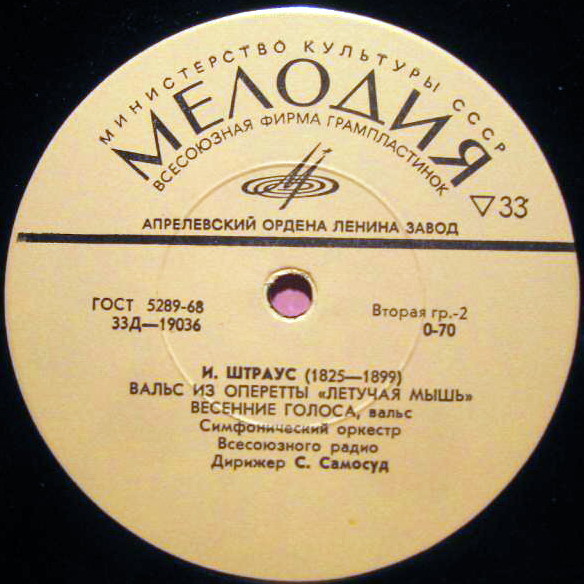 МИНИСТЕРСТВО КУЛЬТУРЫ СССР
МЕЛОДИЯ
ВСЕСОЮЗНАЯ ФИРМА ГРАМПЛАСТИНОК
▽33
АПРЕЛЕВСКИЙ ОРДЕНА ЛЕНИНА ЗАВОД
ГОСТ 5289-68
33Д—19036
Вторая гр.-2
0-70
И. ШТРАУС (1825—1899)
ВАЛЬС ИЗ ОПЕРЕТТЫ «ЛЕТУЧАЯ МЫШЬ»
ВЕСЕННИЕ ГОЛОСА, вальс
Симфонический оркестр
Всесоюзного радио
Дирижер С. Самосуд